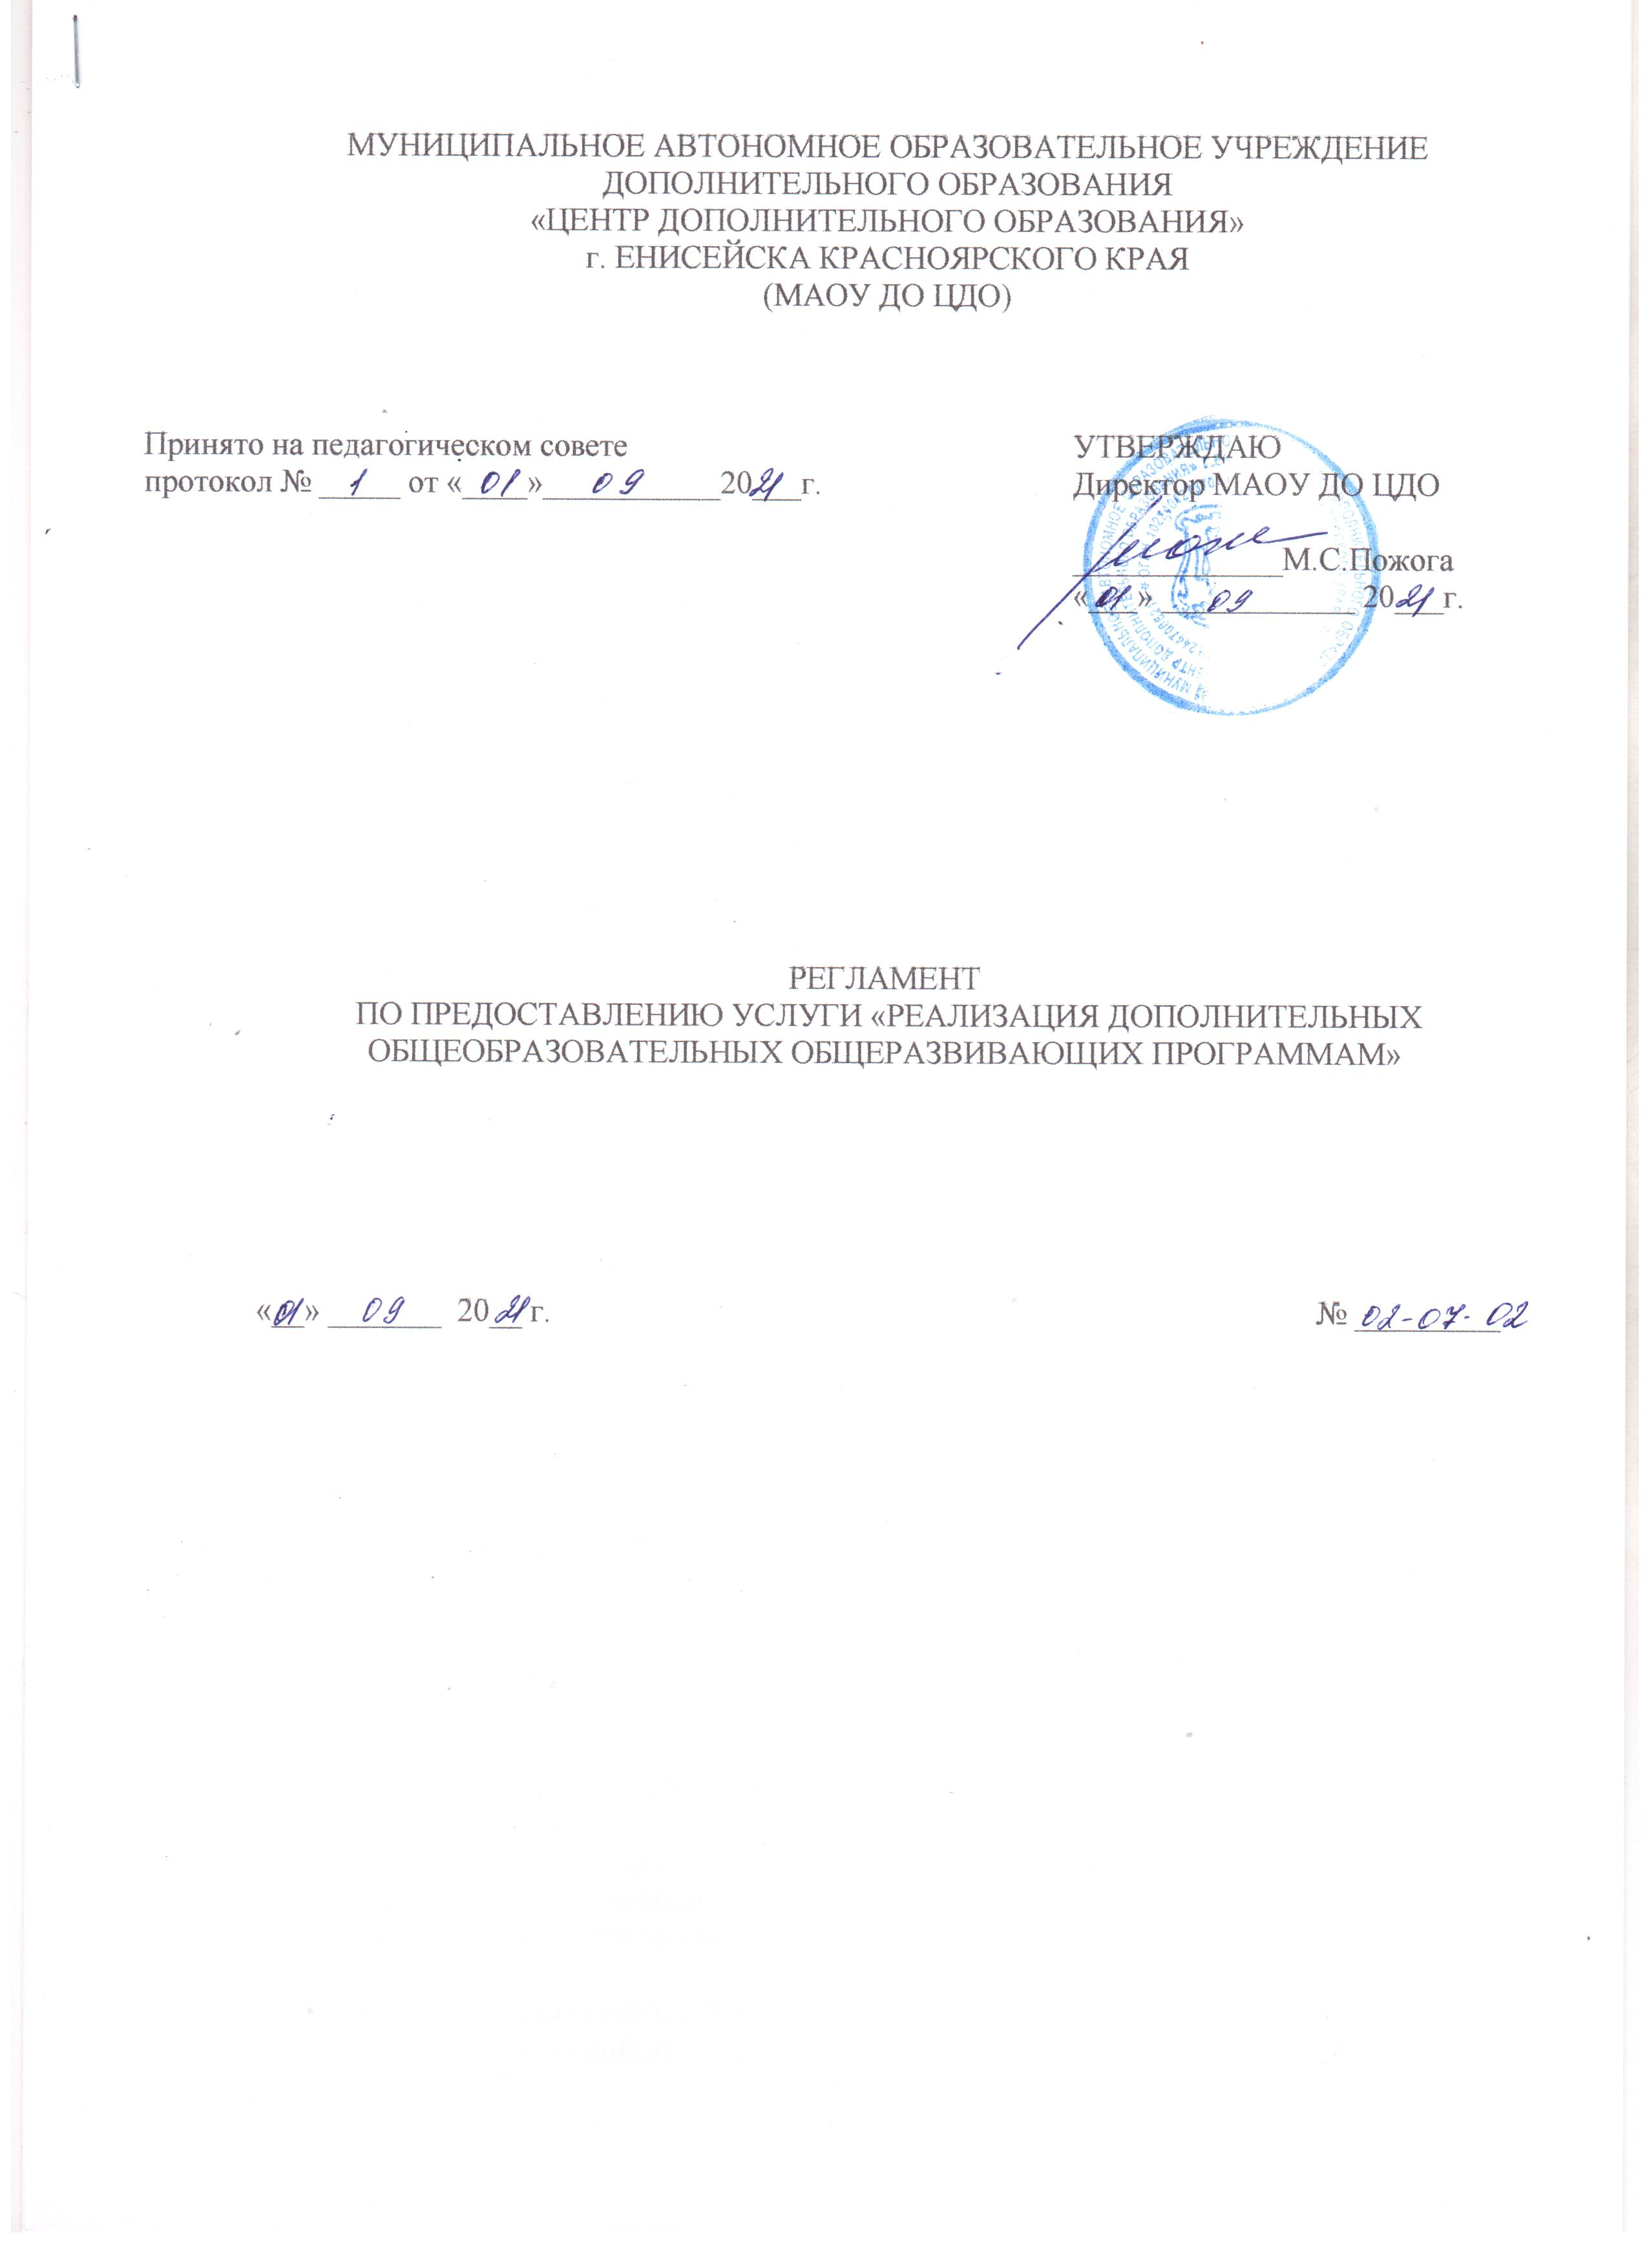 МУНИЦИПАЛЬНОЕ АВТОНОМНОЕ ОБРАЗОВАТЕЛЬНОЕ УЧРЕЖДЕНИЕ
ДОПОЛНИТЕЛЬНОГО ОБРАЗОВАНИЯ
«ЦЕНТР ДОПОЛНИТЕЛЬНОГО ОБРАЗОВАНИЯ»
г. ЕНИСЕЙСКА КРАСНОЯРСКОГО КРАЯ
(МАОУ ДО ЦДО)
Принято на педагогическом совете
протокол № 1 от «01» 09 2021 г.
УТВЕРЖДАЮ
Директор МАОУ ДО ЦДО
М.С.Пожога
«01» 09 2021 г.
РЕГЛАМЕНТ
ПО ПРЕДОСТАВЛЕНИЮ УСЛУГИ «РЕАЛИЗАЦИЯ ДОПОЛНИТЕЛЬНЫХ
ОБЩЕОБРАЗОВАТЕЛЬНЫХ ОБЩЕРАЗВИВАЮЩИХ ПРОГРАММАМ»
«01» 09 2021 г. № 02-07-02